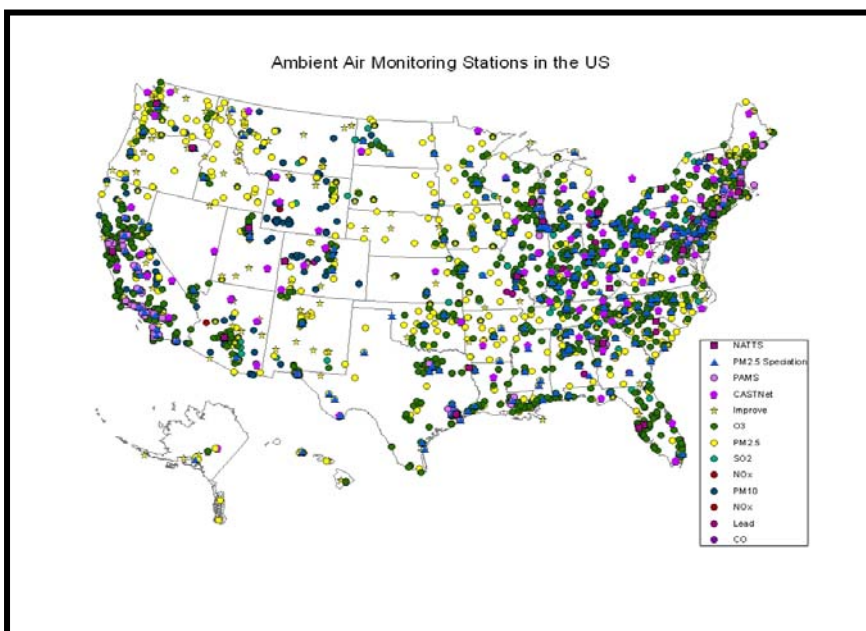 Ambient Air Monitoring Stations in the US
NATTS
PM2.5 Speciation
PAMS
CASTNet
Improve
O3
PM2.5
SO2
NOx
PM10
NOx
Lead
CO